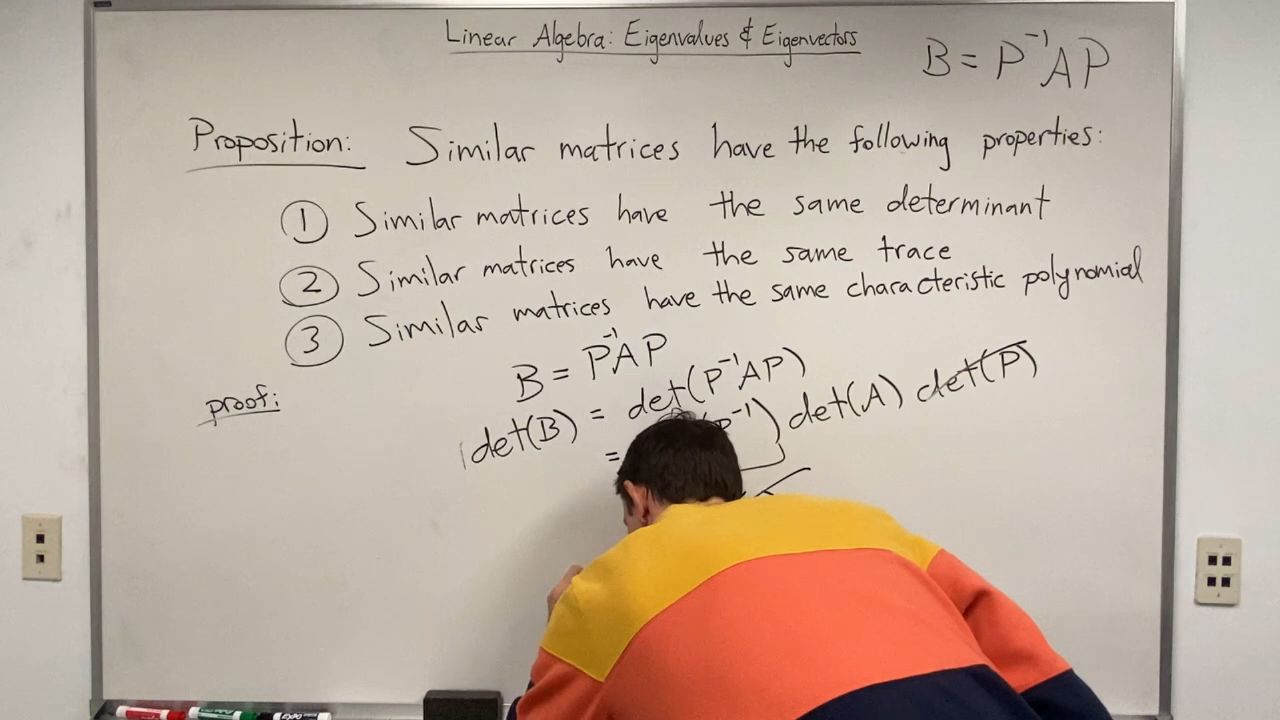 Linear Algebra: Eigenvalues & Eigenvectors
B = P⁻¹AP
Proposition: Similar matrices have the following properties:
① Similar matrices have the same determinant
② Similar matrices have the same trace
③ Similar matrices have the same characteristic polynomial
proof:
B = P⁻¹AP
det(B) = det(P⁻¹AP)
= (P⁻¹) det(A) det(P)